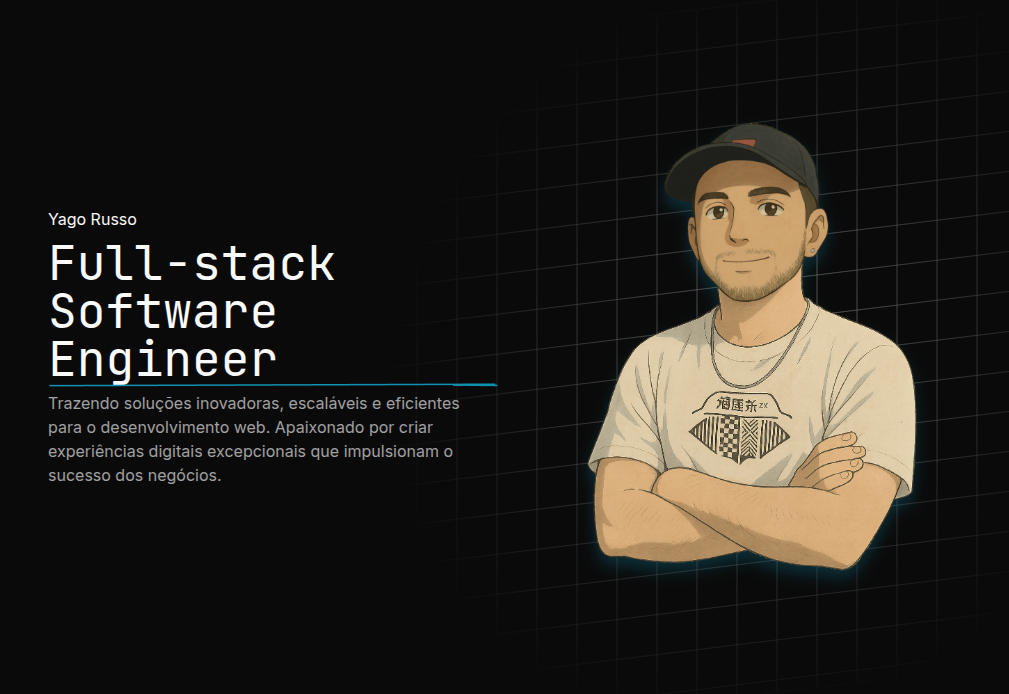 Yago Russo
Full-stack
Software
Engineer
Trazendo soluções inovadoras, escaláveis e eficientes
para o desenvolvimento web. Apaixonado por criar
experiências digitais excepcionais que impulsionam o
sucesso dos negócios.